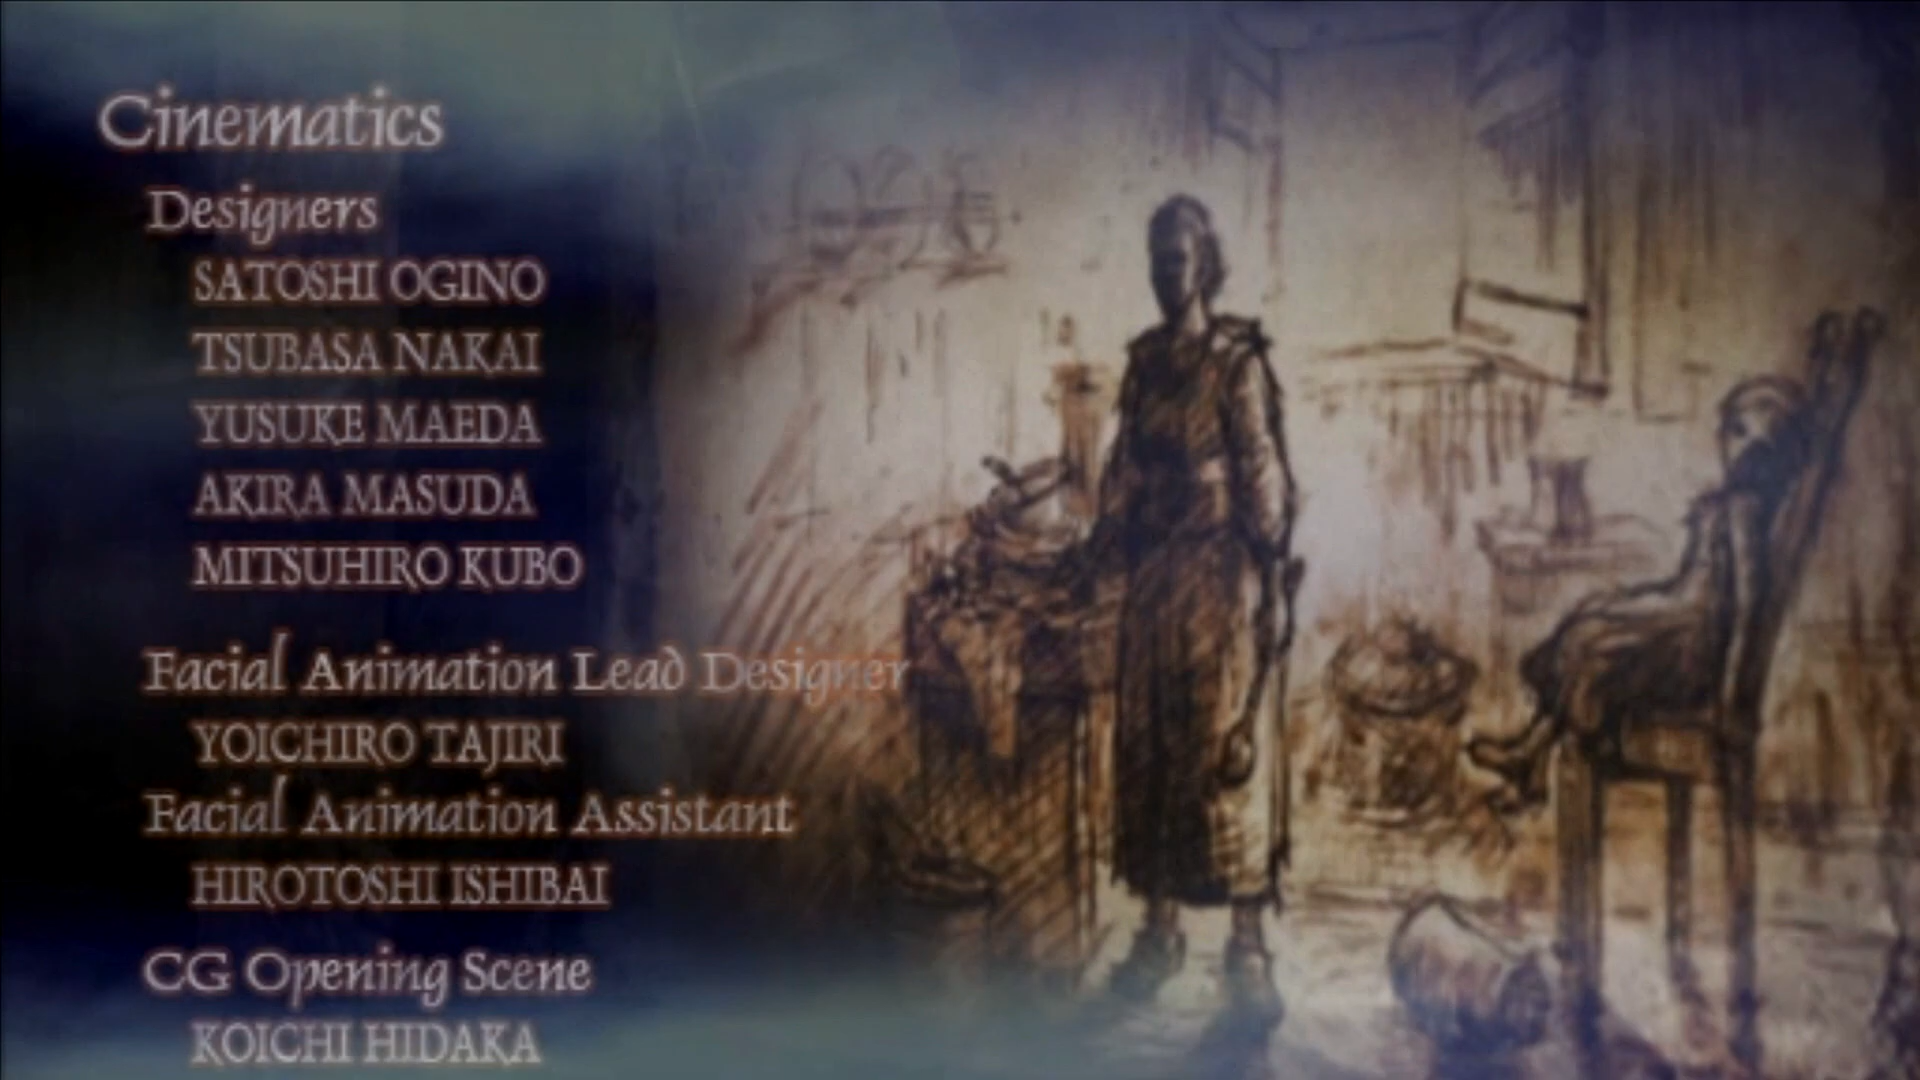 Cinematics
Designers
SATOSHI OGINO
TSUBASA NAKAI
YUSUKE MAEDA
AKIRA MASUDA
MITSUHIRO KUBO
Facial Animation Lead Designer
YOICHIRO TAJIRI
Facial Animation Assistant
HIROTOSHI ISHIBAI
CG Opening Scene
KOICHI HIDAKA